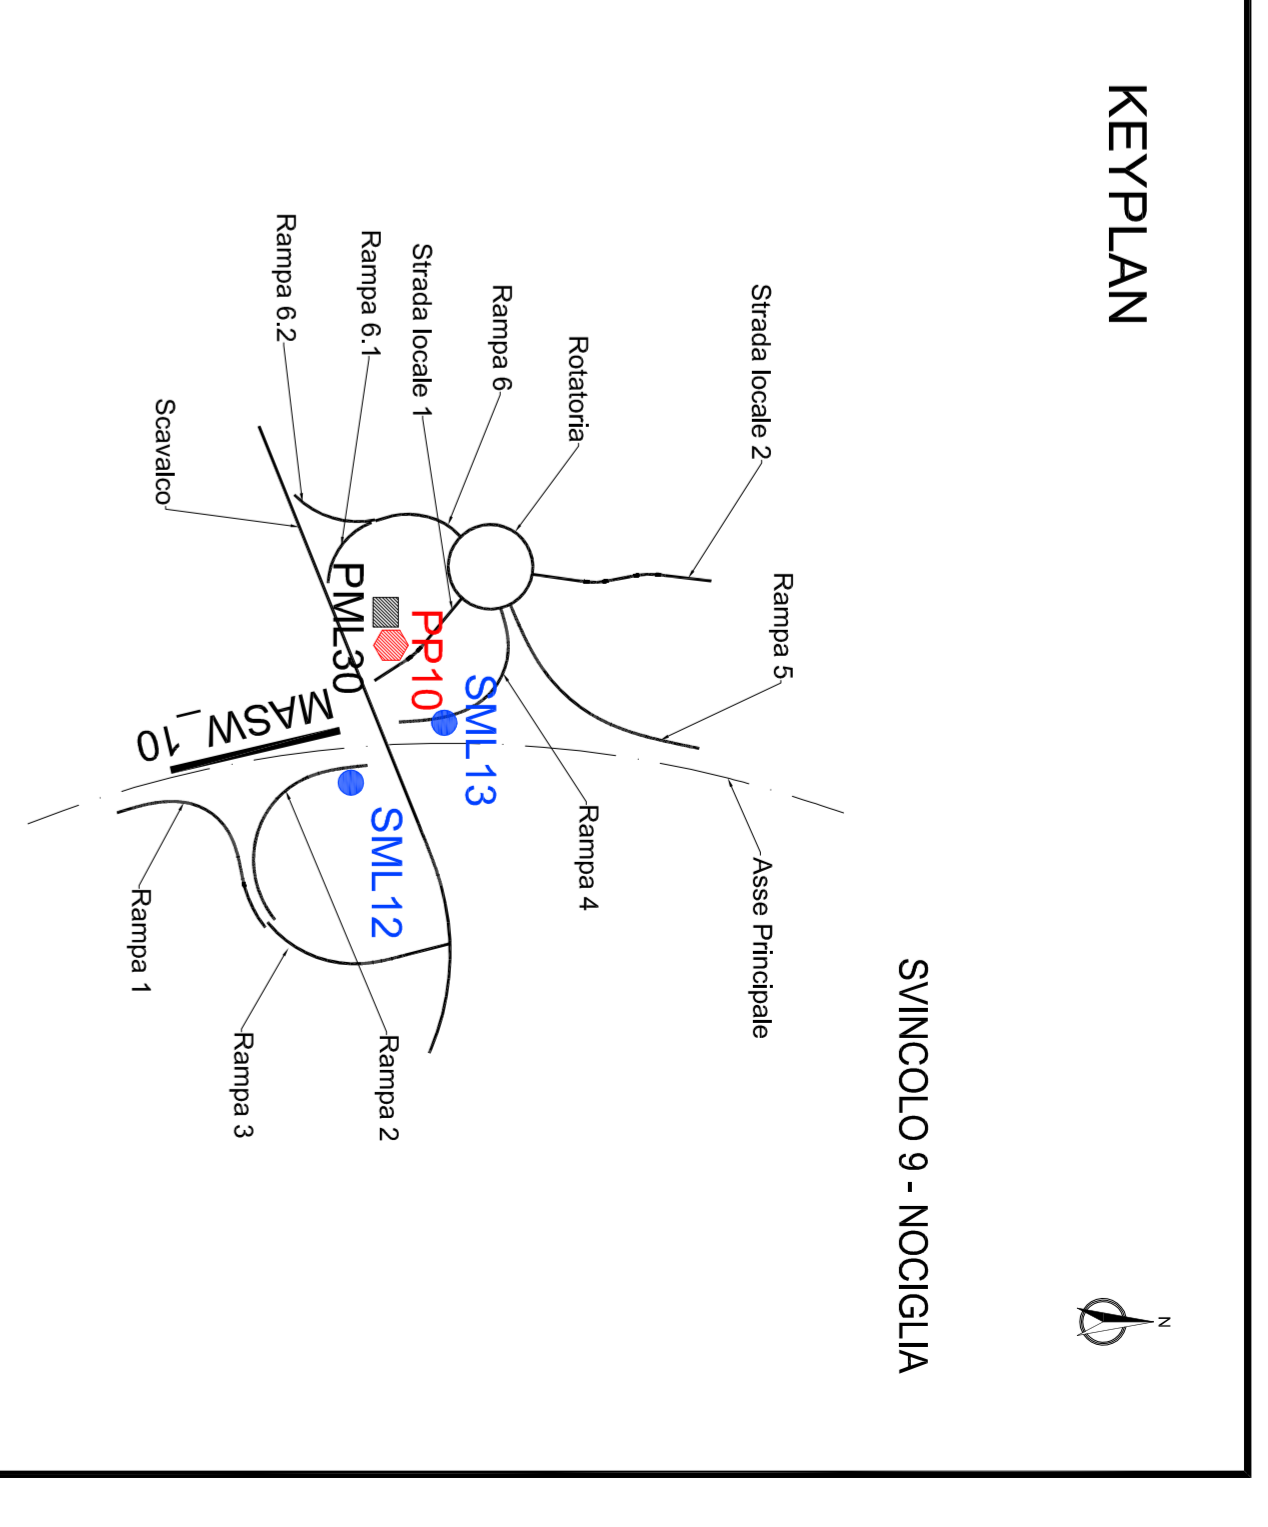 KEYPLAN
N
SVINCOLO 9 - NOCIGLIA
Strada locale 2
Rampa 5
Asse Principale
Rotatoria
Rampa 4
Rampa 6
SML13
Strada locale 1
PP10
Rampa 6.1
PML30
SML12
Rampa 2
Rampa 6.2
MASW_10
Rampa 3
Scavalco
Rampa 1